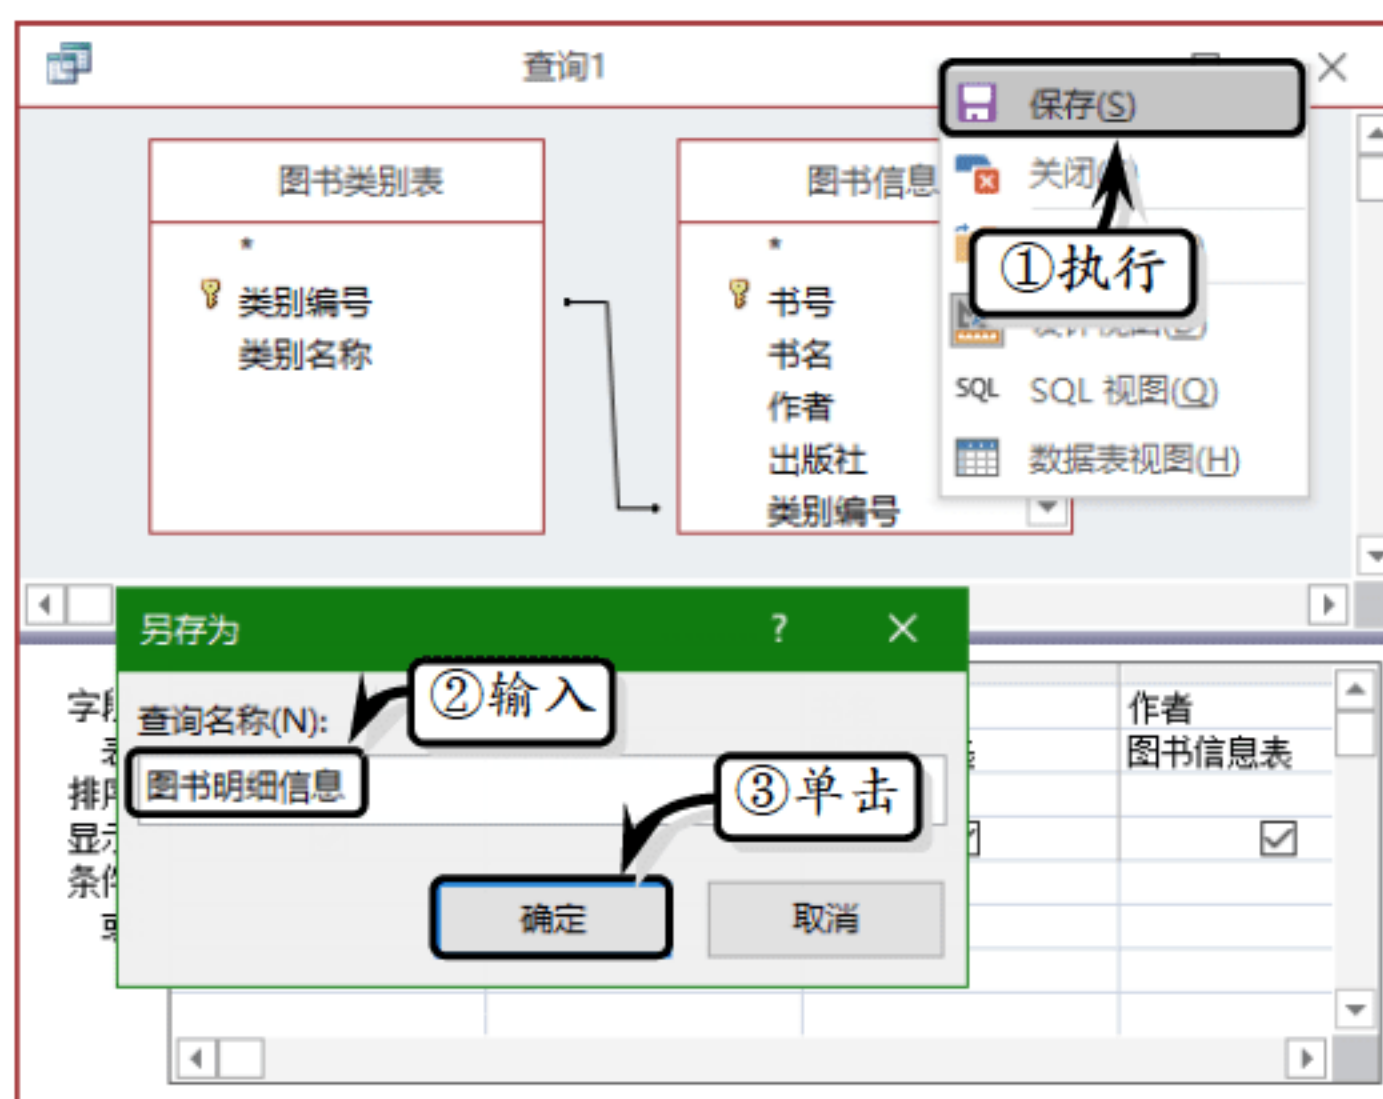 查询1
保存(S)
关闭
①执行
SQL SQL 视图(Q)
数据表视图(H)
图书类别表
*
类别编号
类别名称
图书信息
*
书号
书名
作者
出版社
类别编号
另存为 ? ×
②输入
查询名称(N):
图书明细信息
③单击
确定 取消
作者
图书信息表
排
显
条